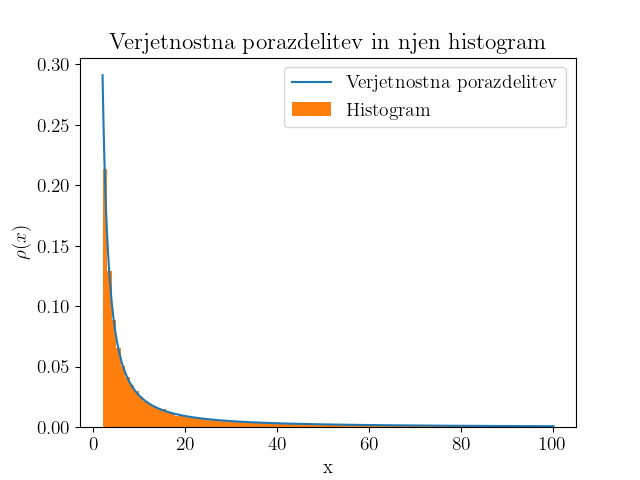 Verjetnostna porazdelitev in njen histogram
0.30
0.25
0.20
0.15
0.10
0.05
0.00
ρ(x)
Verjetnostna porazdelitev
Histogram
0 20 40 60 80 100
x